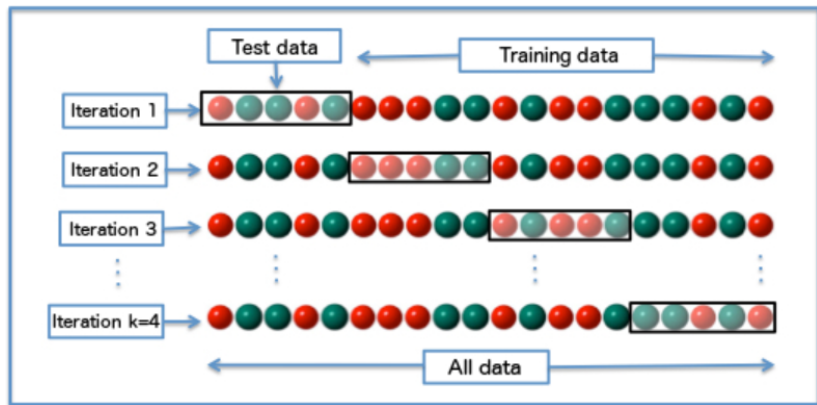 Test data
Training data
Iteration 1
Iteration 2
Iteration 3
Iteration k=4
All data